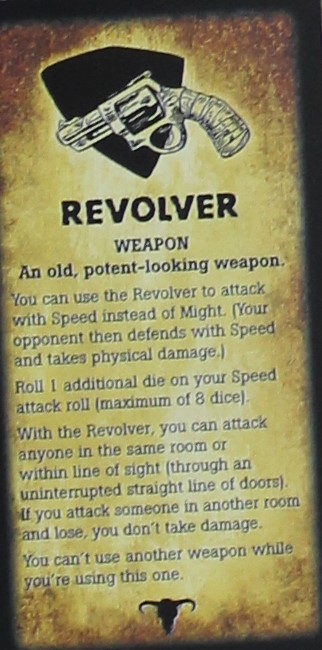 REVOLVER
WEAPON
An old, potent-looking weapon.
You can use the Revolver to attack
with Speed instead of Might. (Your
opponent then defends with Speed
and takes physical damage.)
Roll 1 additional die on your Speed
attack roll (maximum of 8 dice).
With the Revolver, you can attack
anyone in the same room or
within line of sight (through an
uninterrupted straight line of doors).
If you attack someone in another room
and lose, you don't take damage.
You can't use another weapon while
you're using this one.